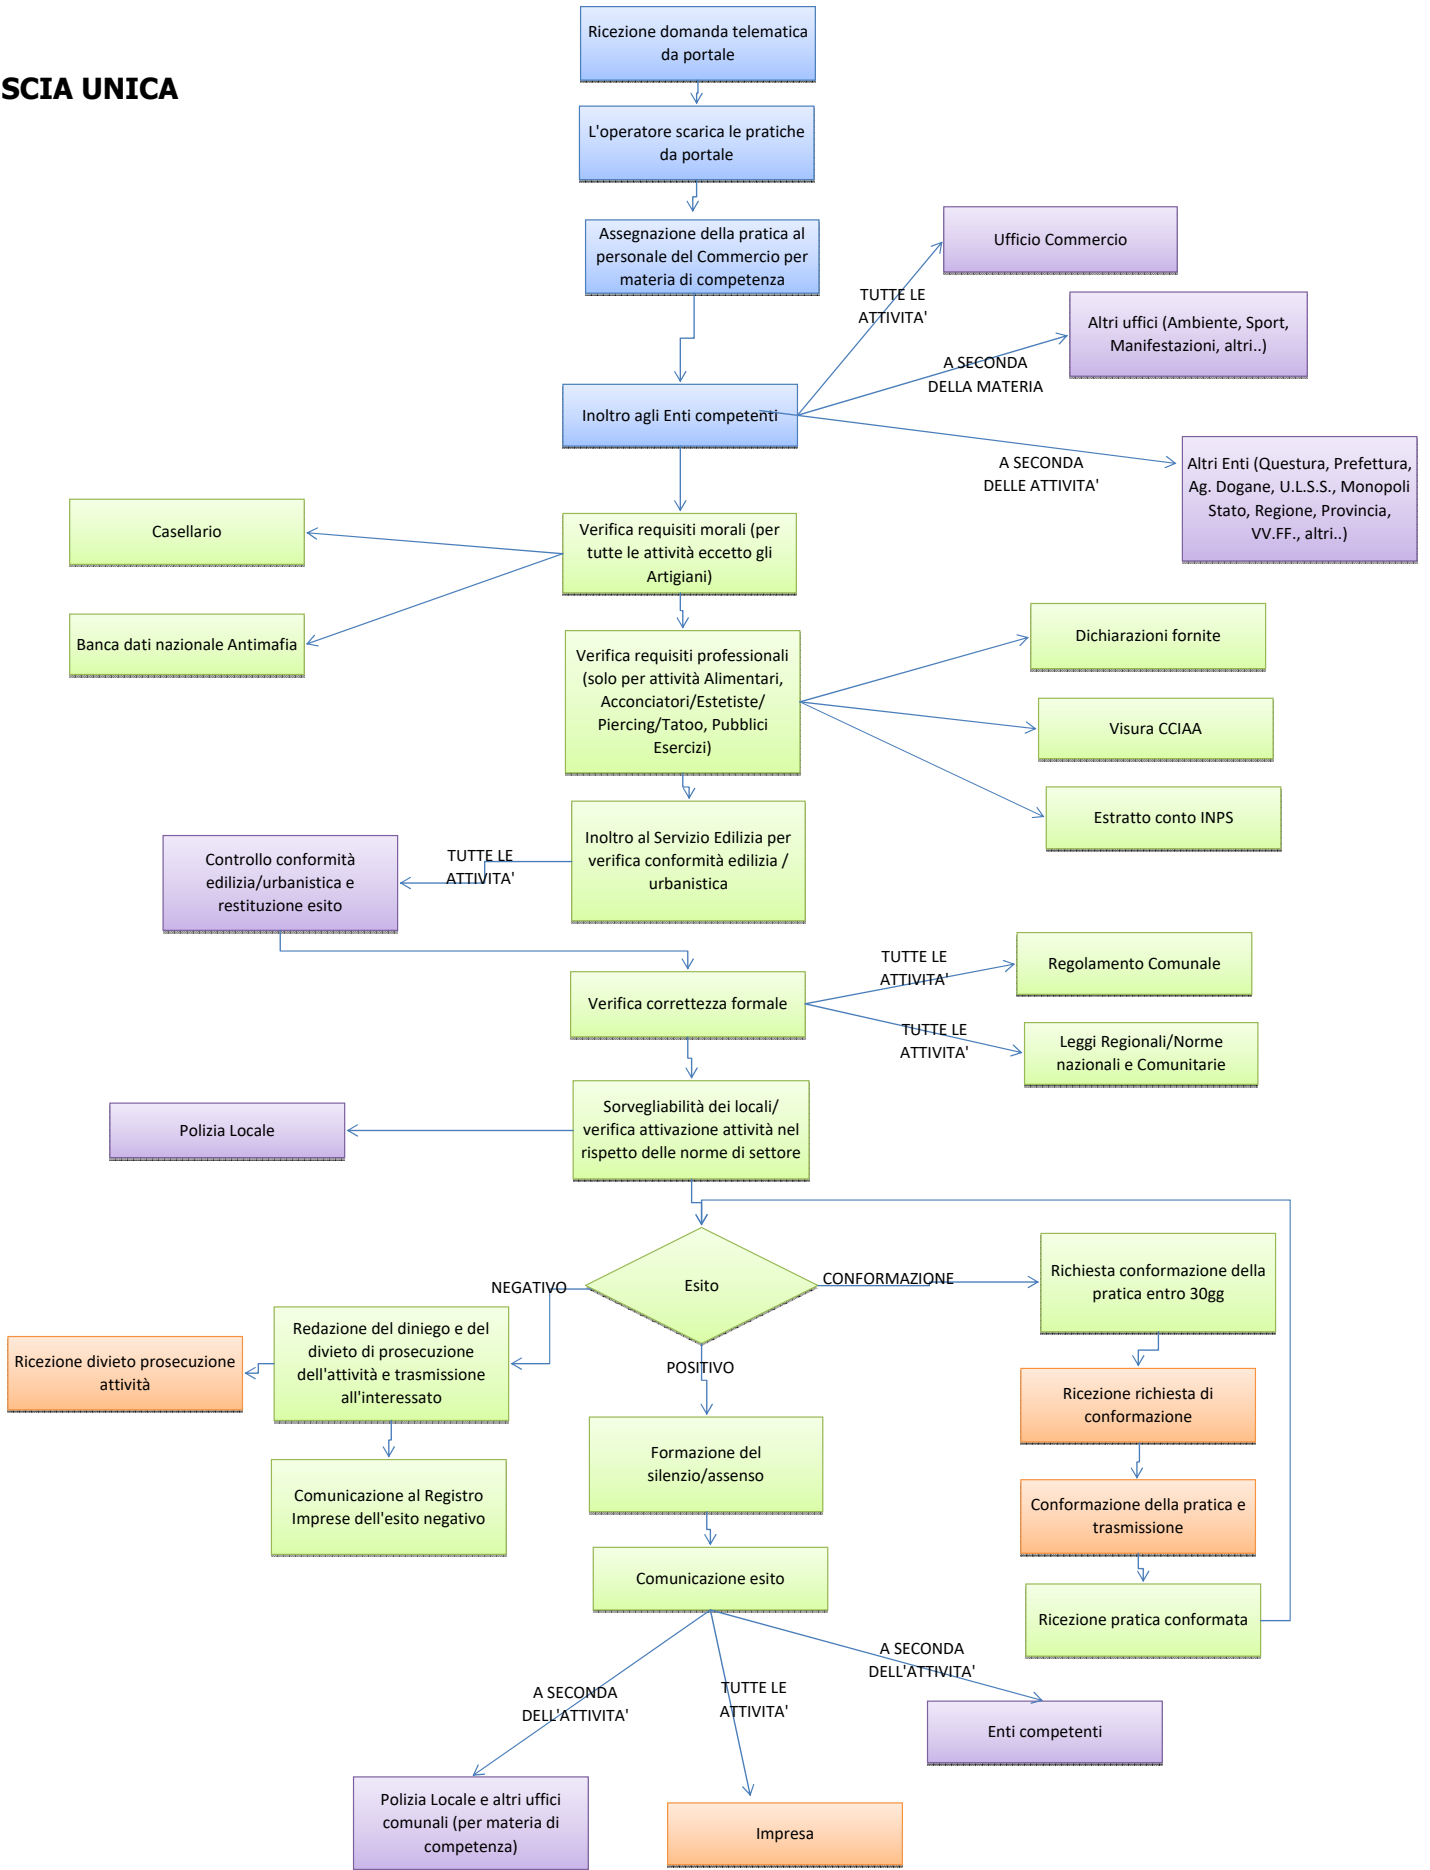 SCIA UNICA
Ricezione domanda telematica
da portale
L'operatore scarica le pratiche
da portale
Assegnazione della pratica al
personale del Commercio per
materia di competenza
Ufficio Commercio
TUTTE LE
ATTIVITA'
Altri uffici (Ambiente, Sport,
Manifestazioni, altri..)
A SECONDA
DELLA MATERIA
Inoltro agli Enti competenti
A SECONDA
DELLE ATTIVITA'
Altri Enti (Questura, Prefettura,
Ag. Dogane, U.L.S.S., Monopoli
Stato, Regione, Provincia,
VV.FF., altri..)
Casellario
Verifica requisiti morali (per
tutte le attività eccetto gli
Artigiani)
Banca dati nazionale Antimafia
Verifica requisiti professionali
(solo per attività Alimentari,
Acconciatori/Estetiste/
Piercing/Tatoo, Pubblici
Esercizi)
Dichiarazioni fornite
Visura CCIAA
Estratto conto INPS
Inoltro al Servizio Edilizia per
verifica conformità edilizia /
urbanistica
TUTTE LE
ATTIVITA'
Controllo conformità
edilizia/urbanistica e
restituzione esito
Verifica correttezza formale
TUTTE LE
ATTIVITA'
Regolamento Comunale
TUTTE LE
ATTIVITA'
Leggi Regionali/Norme
nazionali e Comunitarie
Sorvegliabilità dei locali/
verifica attivazione attività nel
rispetto delle norme di settore
Polizia Locale
Esito
NEGATIVO
CONFORMAZIONE
POSITIVO
Richiesta conformazione della
pratica entro 30gg
Redazione del diniego e del
divieto di prosecuzione
dell'attività e trasmissione
all'interessato
Ricezione divieto prosecuzione
attività
Ricezione richiesta di
conformazione
Formazione del
silenzio/assenso
Comunicazione al Registro
Imprese dell'esito negativo
Conformazione della pratica e
trasmissione
Comunicazione esito
Ricezione pratica conformata
A SECONDA
DELL'ATTIVITA'
TUTTE LE
ATTIVITA'
A SECONDA
DELL'ATTIVITA'
Enti competenti
Polizia Locale e altri uffici
comunali (per materia di
competenza)
Impresa